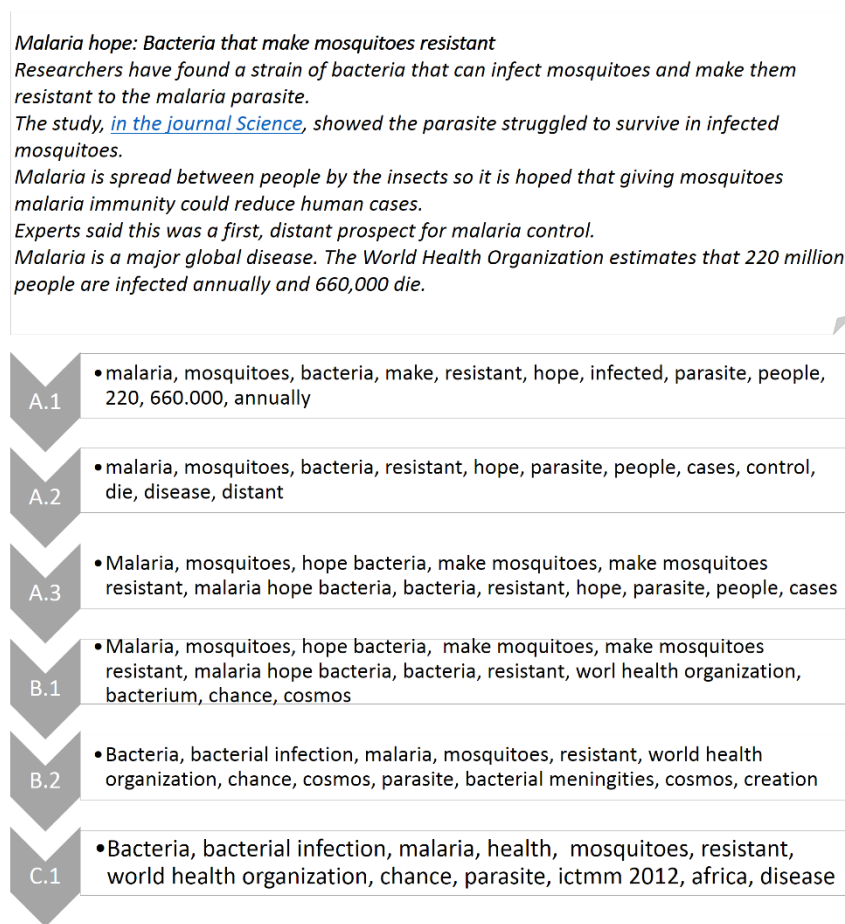 Malaria hope: Bacteria that make mosquitoes resistant
Researchers have found a strain of bacteria that can infect mosquitoes and make them
resistant to the malaria parasite.
The study, in the journal Science, showed the parasite struggled to survive in infected
mosquitoes.
Malaria is spread between people by the insects so it is hoped that giving mosquitoes
malaria immunity could reduce human cases.
Experts said this was a first, distant prospect for malaria control.
Malaria is a major global disease. The World Health Organization estimates that 220 million
people are infected annually and 660,000 die.
A.1
•malaria, mosquitoes, bacteria, make, resistant, hope, infected, parasite, people,
220, 660.000, annually
A.2
•malaria, mosquitoes, bacteria, resistant, hope, parasite, people, cases, control,
die, disease, distant
A.3
•Malaria, mosquitoes, hope bacteria, make mosquitoes, make mosquitoes
resistant, malaria hope bacteria, bacteria, resistant, hope, parasite, people, cases
B.1
•Malaria, mosquitoes, hope bacteria, make moquitoes, make mosquitoes
resistant, malaria hope bacteria, bacteria, resistant, worl health organization,
bacterium, chance, cosmos
B.2
•Bacteria, bacterial infection, malaria, mosquitoes, resistant, world health
organization, chance, cosmos, parasite, bacterial meningities, cosmos, creation
C.1
•Bacteria, bacterial infection, malaria, health, mosquitoes, resistant,
world health organization, chance, parasite, ictmm 2012, africa, disease